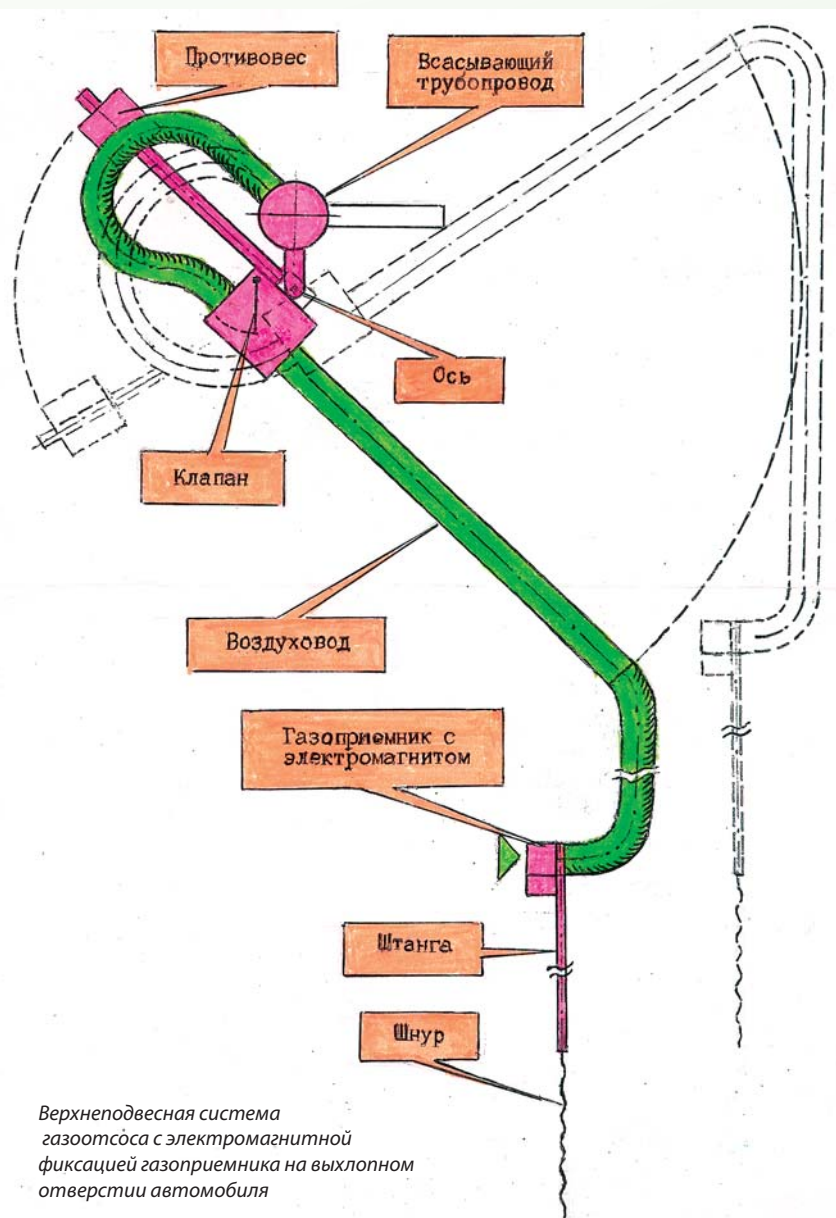 Противовес
Всасывающий
трубопровод
Ось
Клапан
Воздуховод
Газоприемник с
электромагнитом
Штанга
Шнур
Верхнеподвесная система
газоотсоса с электромагнитной
фиксацией газоприемника на выхлопном
отверстии автомобиля